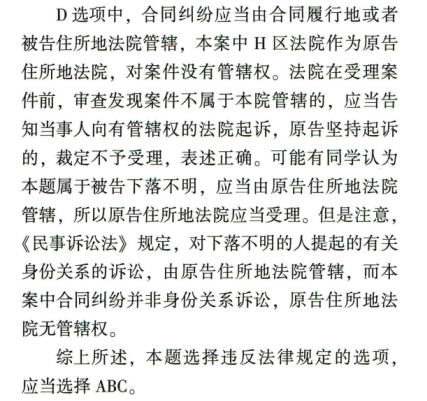 D 选项中，合同纠纷应当由合同履行地或者
被告住所地法院管辖，本案中 H 区法院作为原告
住所地法院，对案件没有管辖权。法院在受理案
件前，审查发现案件不属于本院管辖的，应当告
知当事人向有管辖权的法院起诉，原告坚持起诉
的，裁定不予受理，表述正确。可能有同学认为
本题属于被告下落不明，应当由原告住所地法院
管辖，所以原告住所地法院应当受理。但是注意，
《民事诉讼法》规定，对下落不明的人提起的有关
身份关系的诉讼，由原告住所地法院管辖，而本
案中合同纠纷并非身份关系诉讼，原告住所地法
院无管辖权。
综上所述，本题选择违反法律规定的选项，
应当选择 ABC。